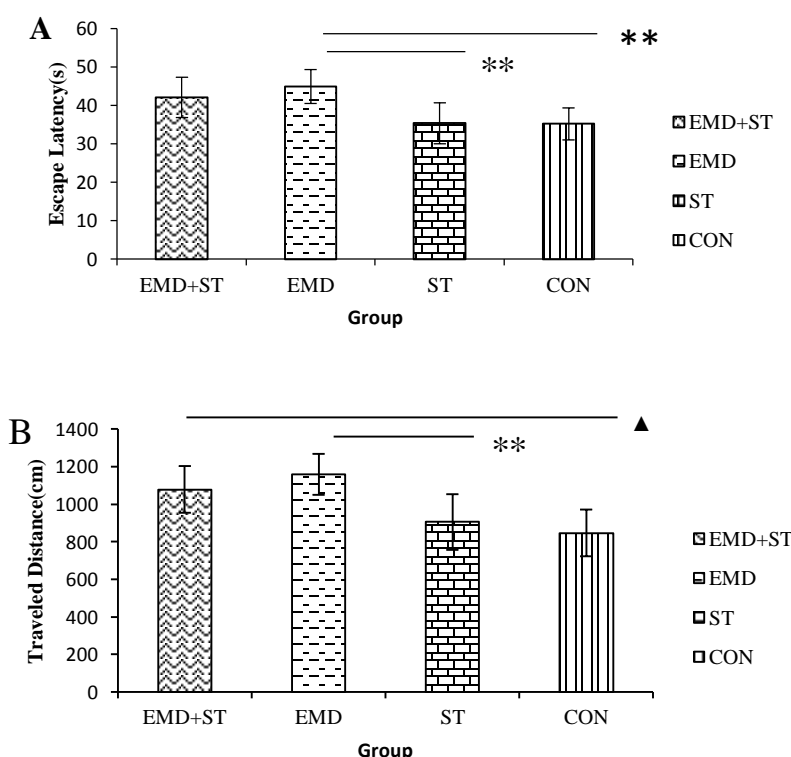 A
60
50
40
30
20
10
0
Escape Latency(s)
**
**
EMD+ST
EMD
ST
CON
Group
EMD+ST
EMD
ST
CON
B
1400
1200
1000
800
600
400
200
0
Traveled Distance(cm)
▲
**
EMD+ST
EMD
ST
CON
Group
EMD+ST
EMD
ST
CON